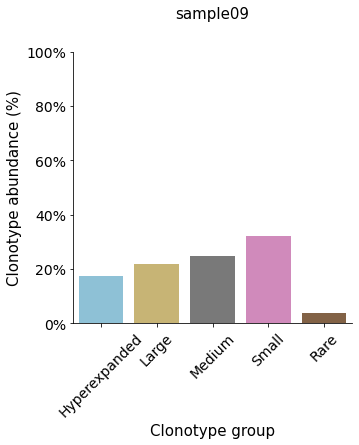 sample09
Clonotype abundance (%)
100%
80%
60%
40%
20%
0%
Hyperexpanded
Large
Medium
Small
Rare
Clonotype group